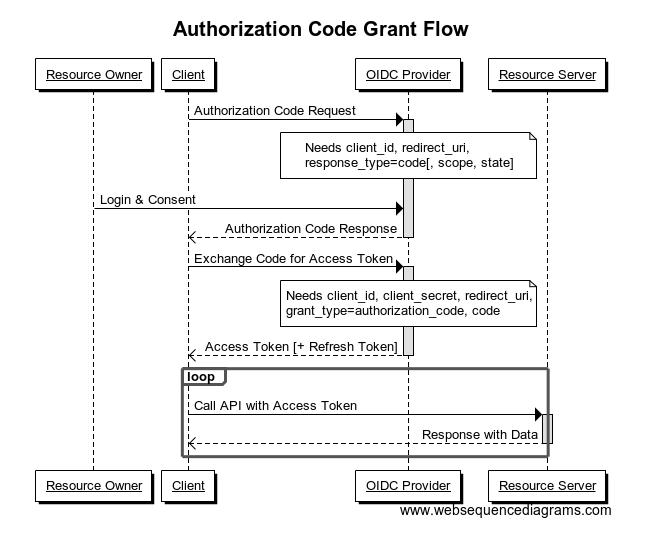 Authorization Code Grant Flow
Resource Owner
Client
OIDC Provider
Resource Server
Authorization Code Request
Needs client_id, redirect_uri,
response_type=code[, scope, state]
Login & Consent
Authorization Code Response
Exchange Code for Access Token
Needs client_id, client_secret, redirect_uri,
grant_type=authorization_code, code
Access Token [+ Refresh Token]
loop
Call API with Access Token
Response with Data
Resource Owner
Client
OIDC Provider
Resource Server
www.websequencediagrams.com